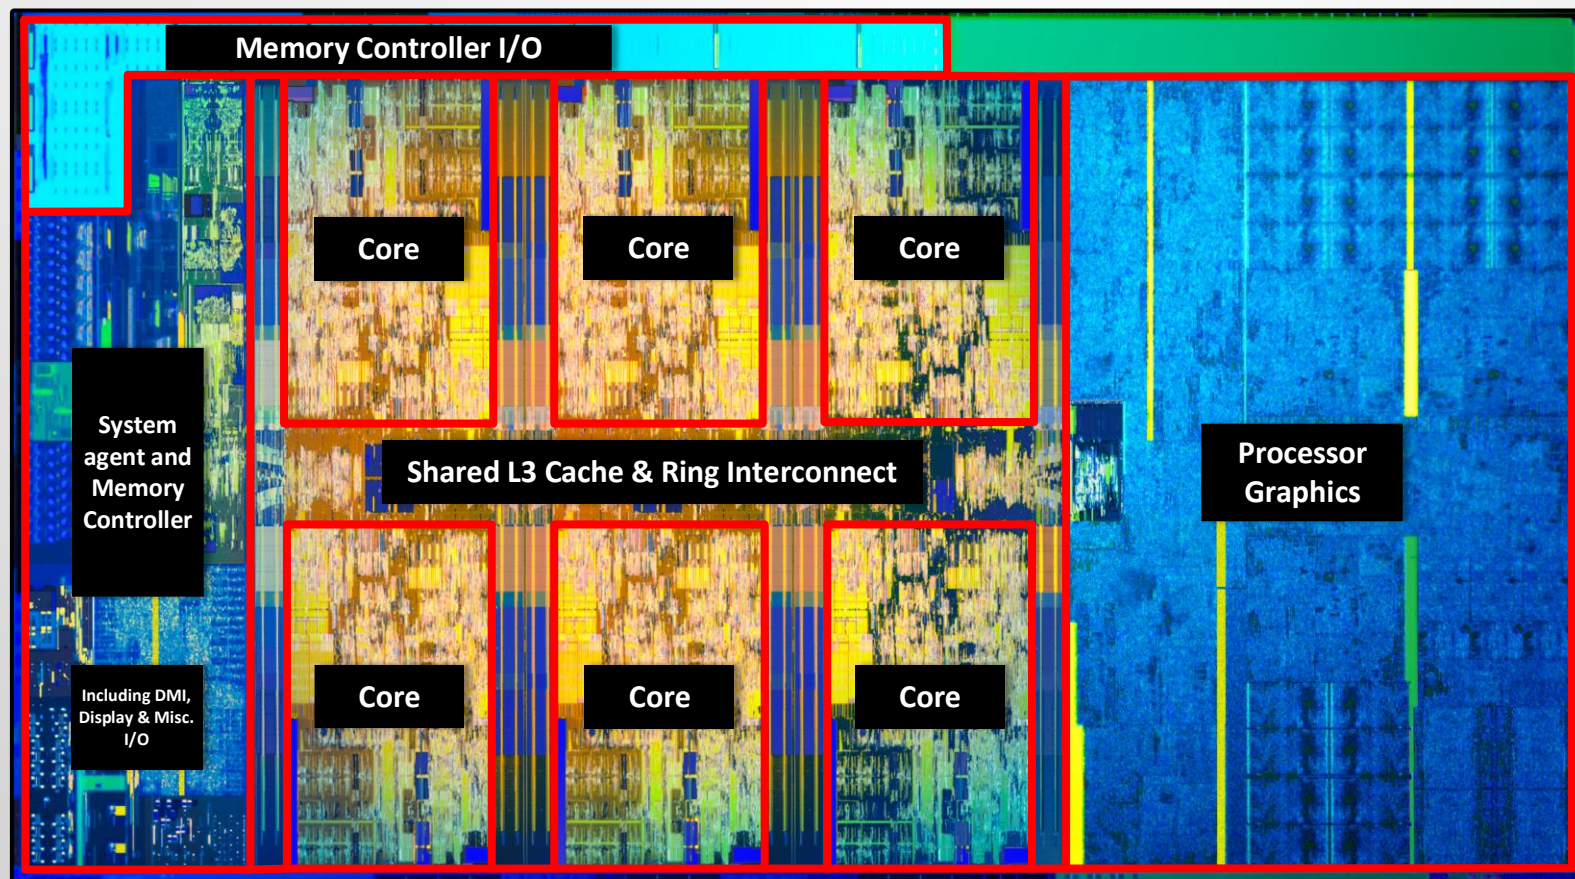 Memory Controller I/O
Core
Core
Core
System
agent and
Memory
Controller
Shared L3 Cache & Ring Interconnect
Processor
Graphics
Including DMI,
Display & Misc.
I/O
Core
Core
Core